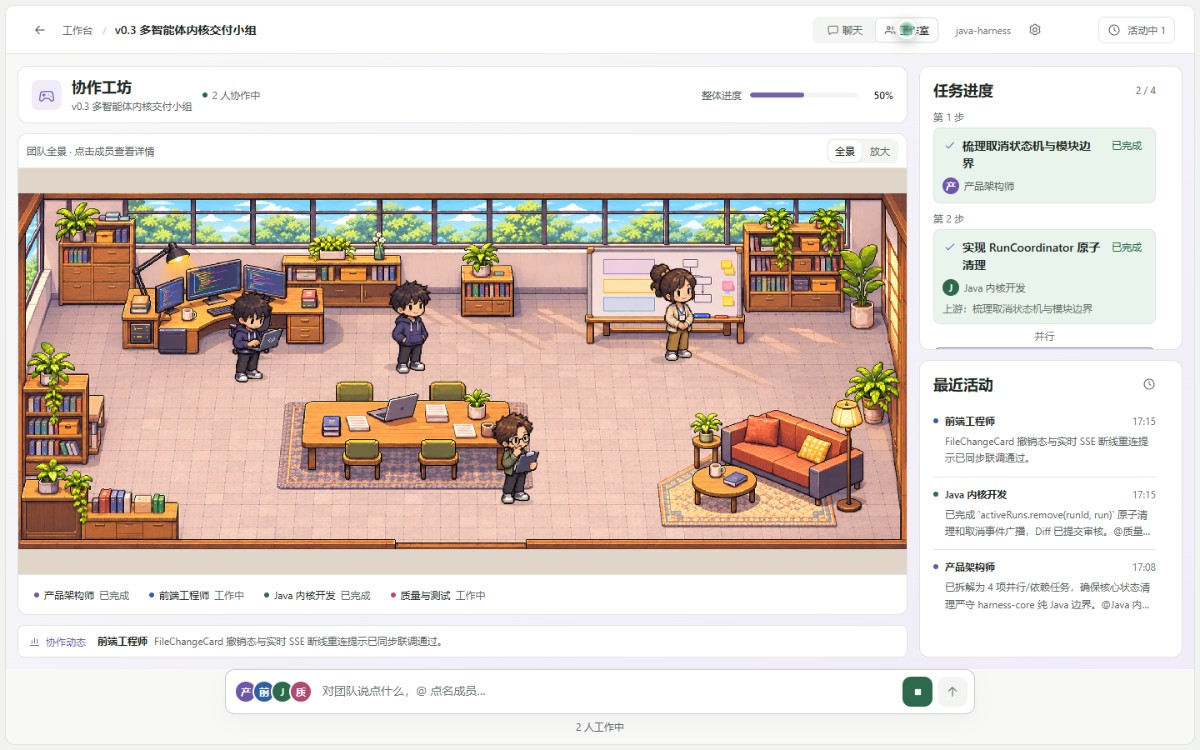 工作台 / v0.3 多智能体内核交付小组
聊天
室
java-harness
活动中 1
协作工坊
v0.3 多智能体内核交付小组
2 人协作中
整体进度
50%
团队全景 · 点击成员查看详情
全景
放大
产品架构师 已完成
前端工程师 工作中
Java 内核开发 已完成
质量与测试 工作中
协作动态 前端工程师 FileChangeCard 撤销态与实时 SSE 断线重连提示已同步联调通过。
任务进度
2 / 4
第 1 步
梳理取消状态机与模块边
界
已完成
产 产品架构师
第 2 步
实现 RunCoordinator 原子
清理
已完成
J Java 内核开发
上游：梳理取消状态机与模块边界
并行
最近活动
前端工程师 17:15
FileChangeCard 撤销态与实时 SSE 断线重连提
示已同步联调通过。
Java 内核开发 17:15
已完成 `activeRuns.remove(runId, run)` 原子清
理和取消事件广播，Diff 已提交审核。@质量...
产品架构师 17:08
已拆解为 4 项并行/依赖任务，确保核心状态清
理严守 harness-core 纯 Java 边界。@Java 内...
产 前 J 质
对团队说点什么，@ 点名成员...
2 人工作中